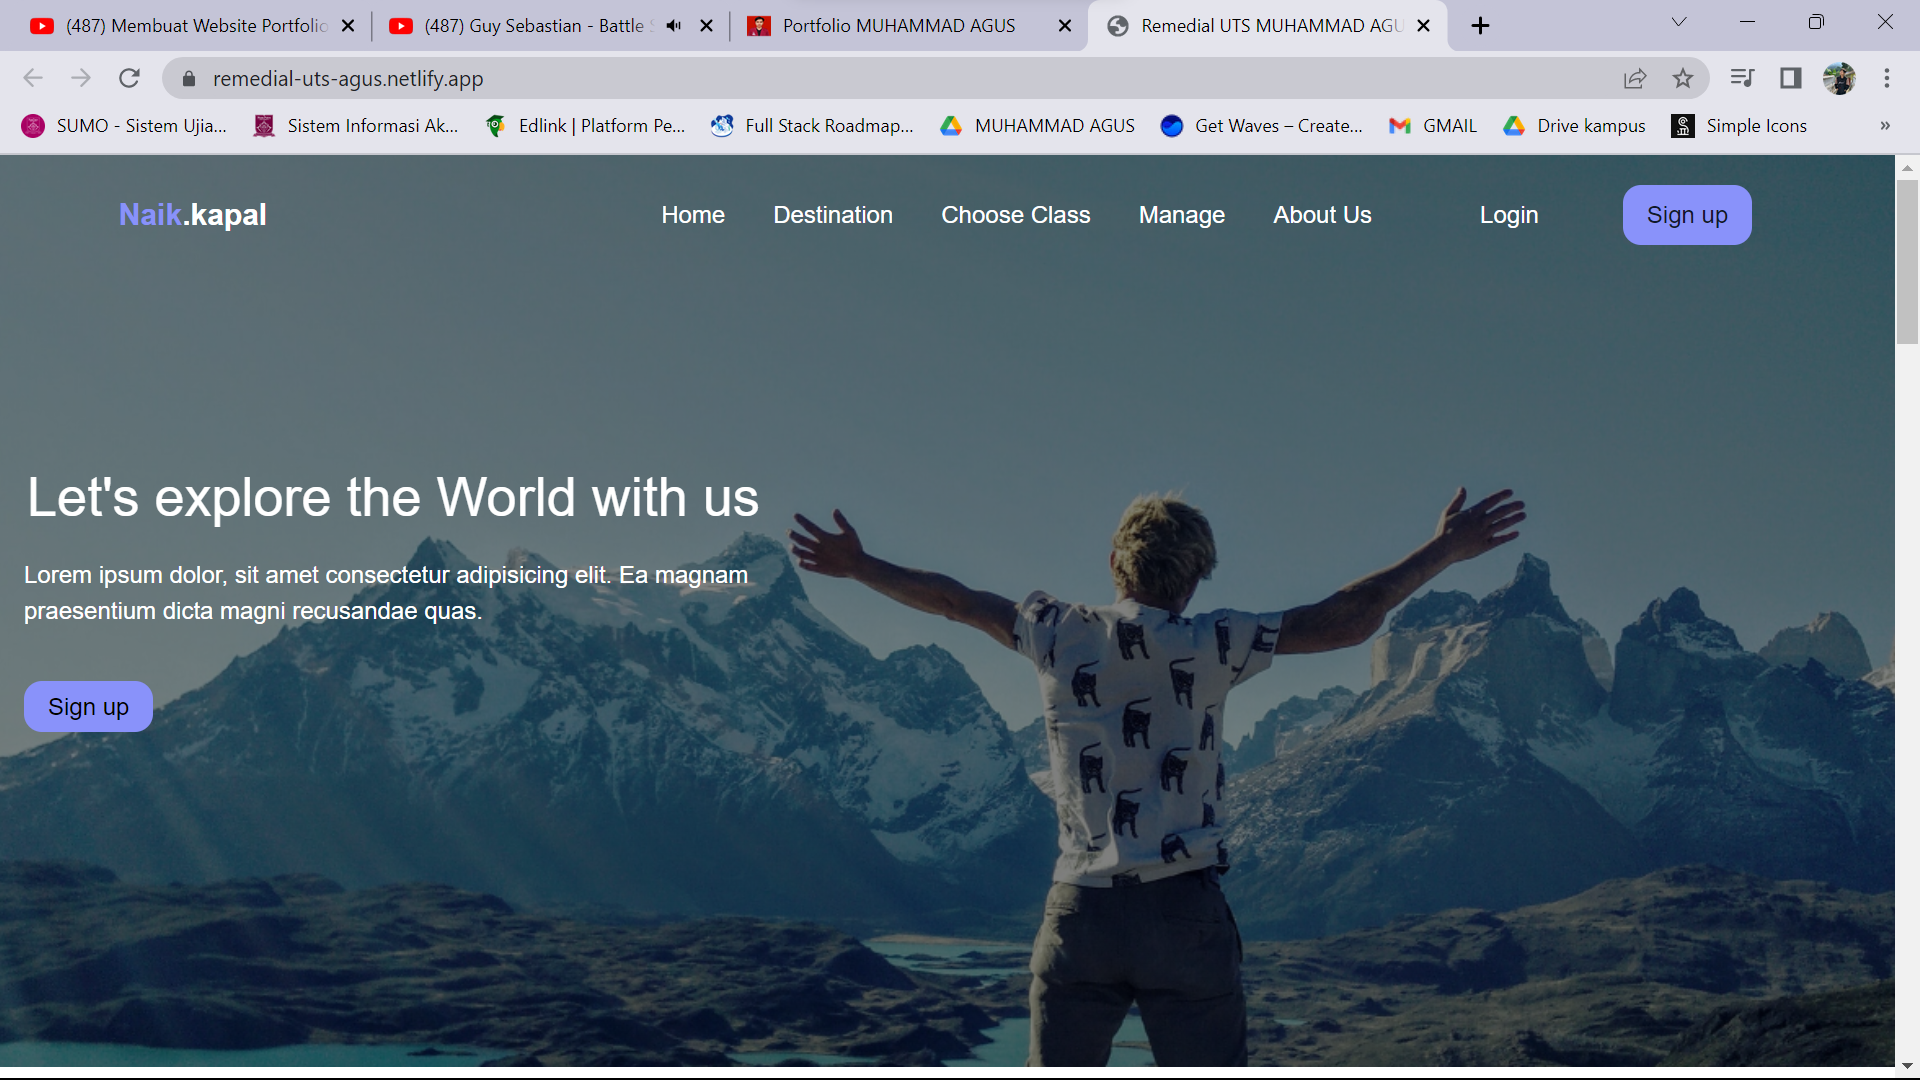 (487) Membuat Website Portfolio
(487) Guy Sebastian - Battle
Portfolio MUHAMMAD AGUS
Remedial UTS MUHAMMAD AGU
remedial-uts-agus.netlify.app
SUMO - Sistem Ujia...
Sistem Informasi Ak...
Edlink | Platform Pe...
Full Stack Roadmap...
MUHAMMAD AGUS
Get Waves – Create...
GMAIL
Drive kampus
Simple Icons
»
Naik.kapal
Home
Destination
Choose Class
Manage
About Us
Login
Sign up
Let's explore the World with us
Lorem ipsum dolor, sit amet consectetur adipisicing elit. Ea magnam
praesentium dicta magni recusandae quas.
Sign up